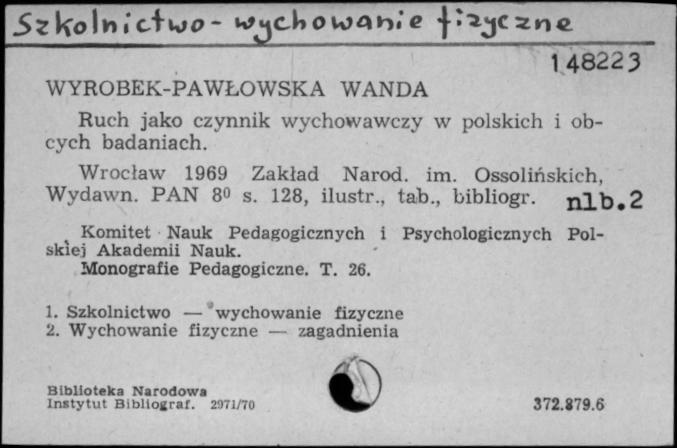 Szkolnictwo - wychowanie fizyczne
148223
WYROBEK-PAWŁOWSKA WANDA
Ruch jako czynnik wychowawczy w polskich i ob-
cych badaniach.
Wrocław 1969 Zakład Narod. im. Ossolińskich,
Wydawn. PAN 8⁰ s. 128, ilustr., tab., bibliogr. nlb.2
Komitet Nauk Pedagogicznych i Psychologicznych Pol-
skiej Akademii Nauk.
Monografie Pedagogiczne. T. 26.
1. Szkolnictwo — wychowanie fizyczne
2. Wychowanie fizyczne — zagadnienia
Biblioteka Narodowa
Instytut Bibliograf. 2971/70
372.879.6